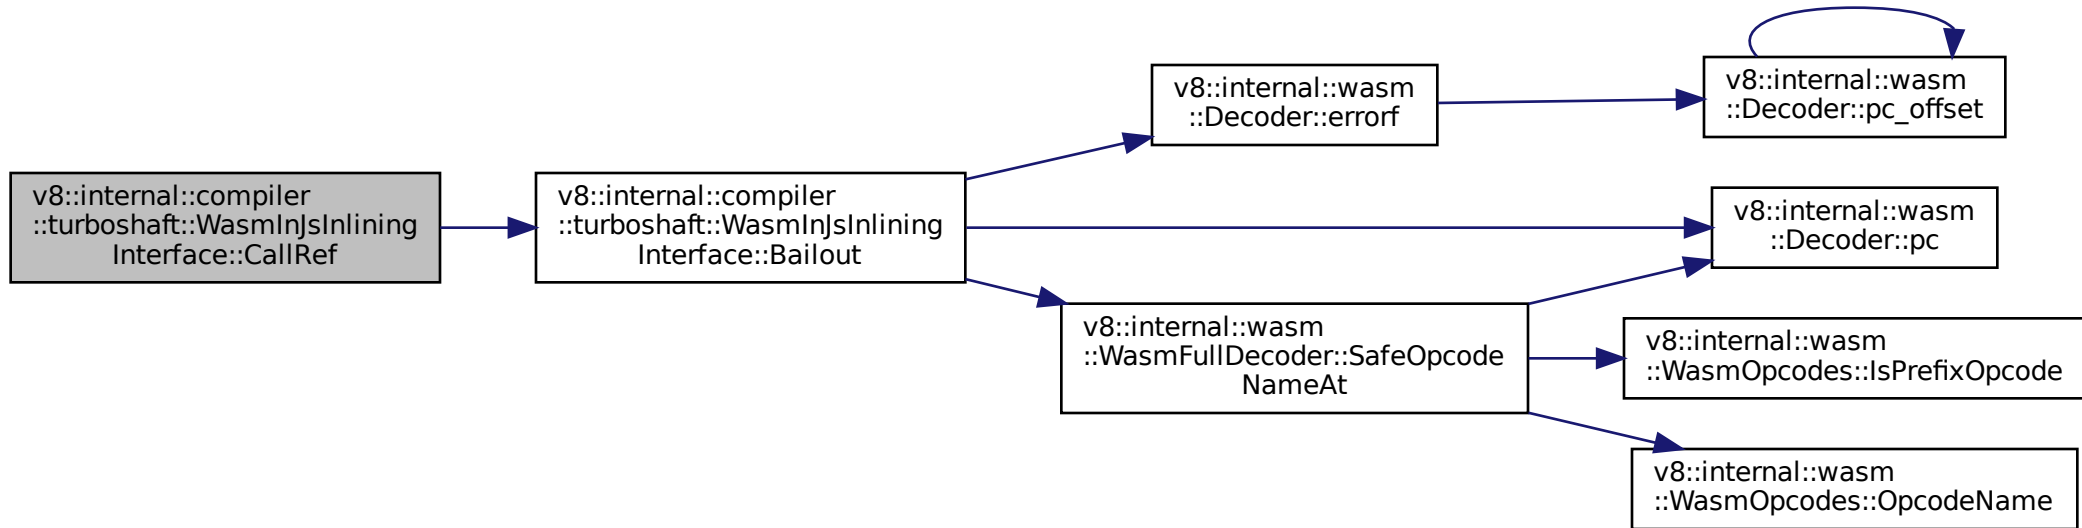 v8::internal::compiler
::turboshaft::WasmInJsInlining
Interface::CallRef
v8::internal::compiler
::turboshaft::WasmInJsInlining
Interface::Bailout
v8::internal::wasm
::Decoder::errorf
v8::internal::wasm
::Decoder::pc_offset
v8::internal::wasm
::Decoder::pc
v8::internal::wasm
::WasmFullDecoder::SafeOpcode
NameAt
v8::internal::wasm
::WasmOpcodes::IsPrefixOpcode
v8::internal::wasm
::WasmOpcodes::OpcodeName